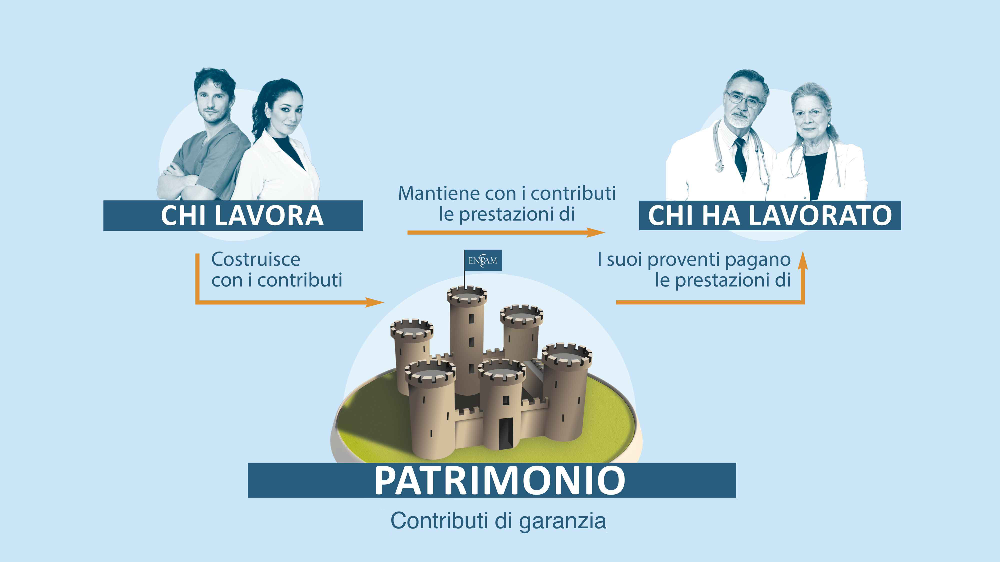 CHI LAVORA
Mantiene con i contributi
le prestazioni di
CHI HA LAVORATO
Costruisce
con i contributi
ENPAM
I suoi proventi pagano
le prestazioni di
PATRIMONIO
Contributi di garanzia